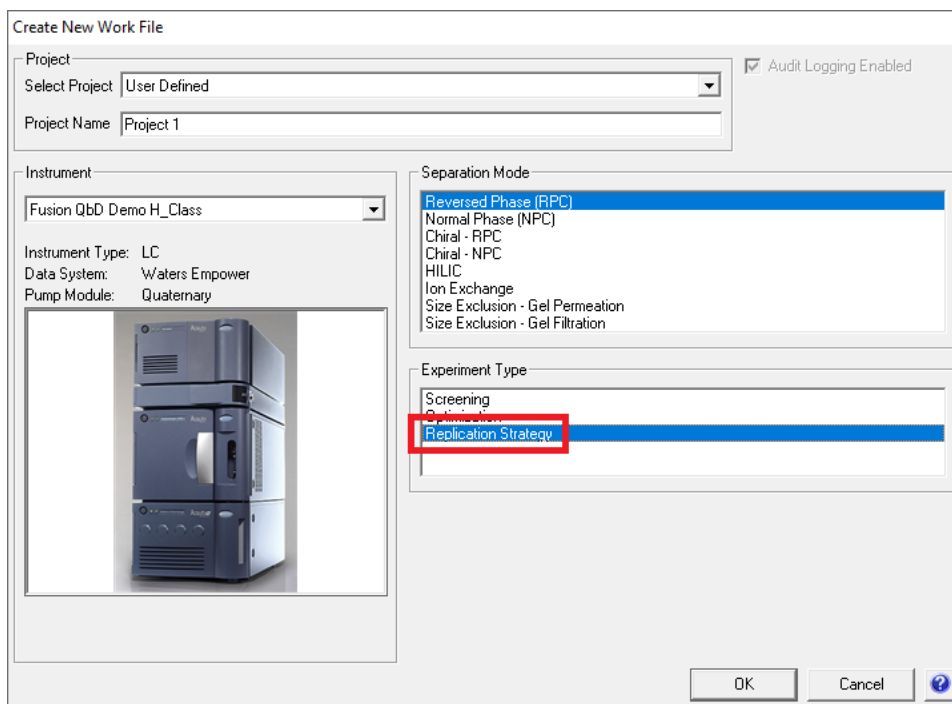 Create New Work File
Project
Select Project User Defined
Audit Logging Enabled
Project Name Project 1
Instrument
Fusion QbD Demo H_Class
Instrument Type: LC
Data System: Waters Empower
Pump Module: Quaternary
Separation Mode
Reversed Phase (RPC)
Normal Phase (NPC)
Chiral - RPC
Chiral - NPC
HILIC
Ion Exchange
Size Exclusion - Gel Permeation
Size Exclusion - Gel Filtration
Experiment Type
Screening
Optimization
Replication Strategy
OK
Cancel
?